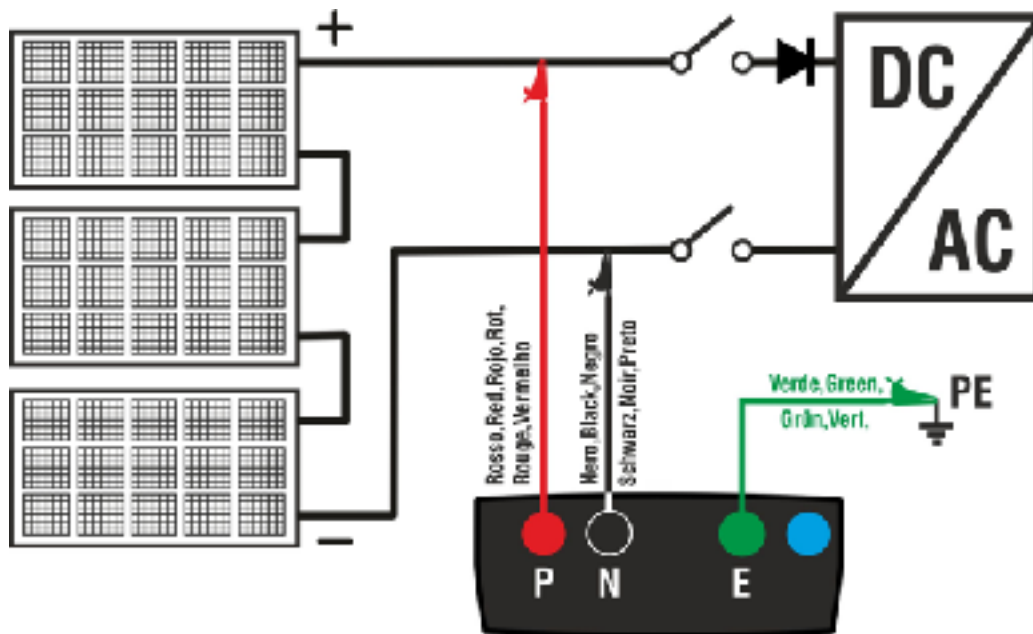 +
DC
AC
Rosso,Red,Rojo,Rot,
Rouge,Vermelho
Nero,Black,Negro
Schwarz,Noir,Preto
Verde,Green,
Grün,Vert.
PE
−
P N E